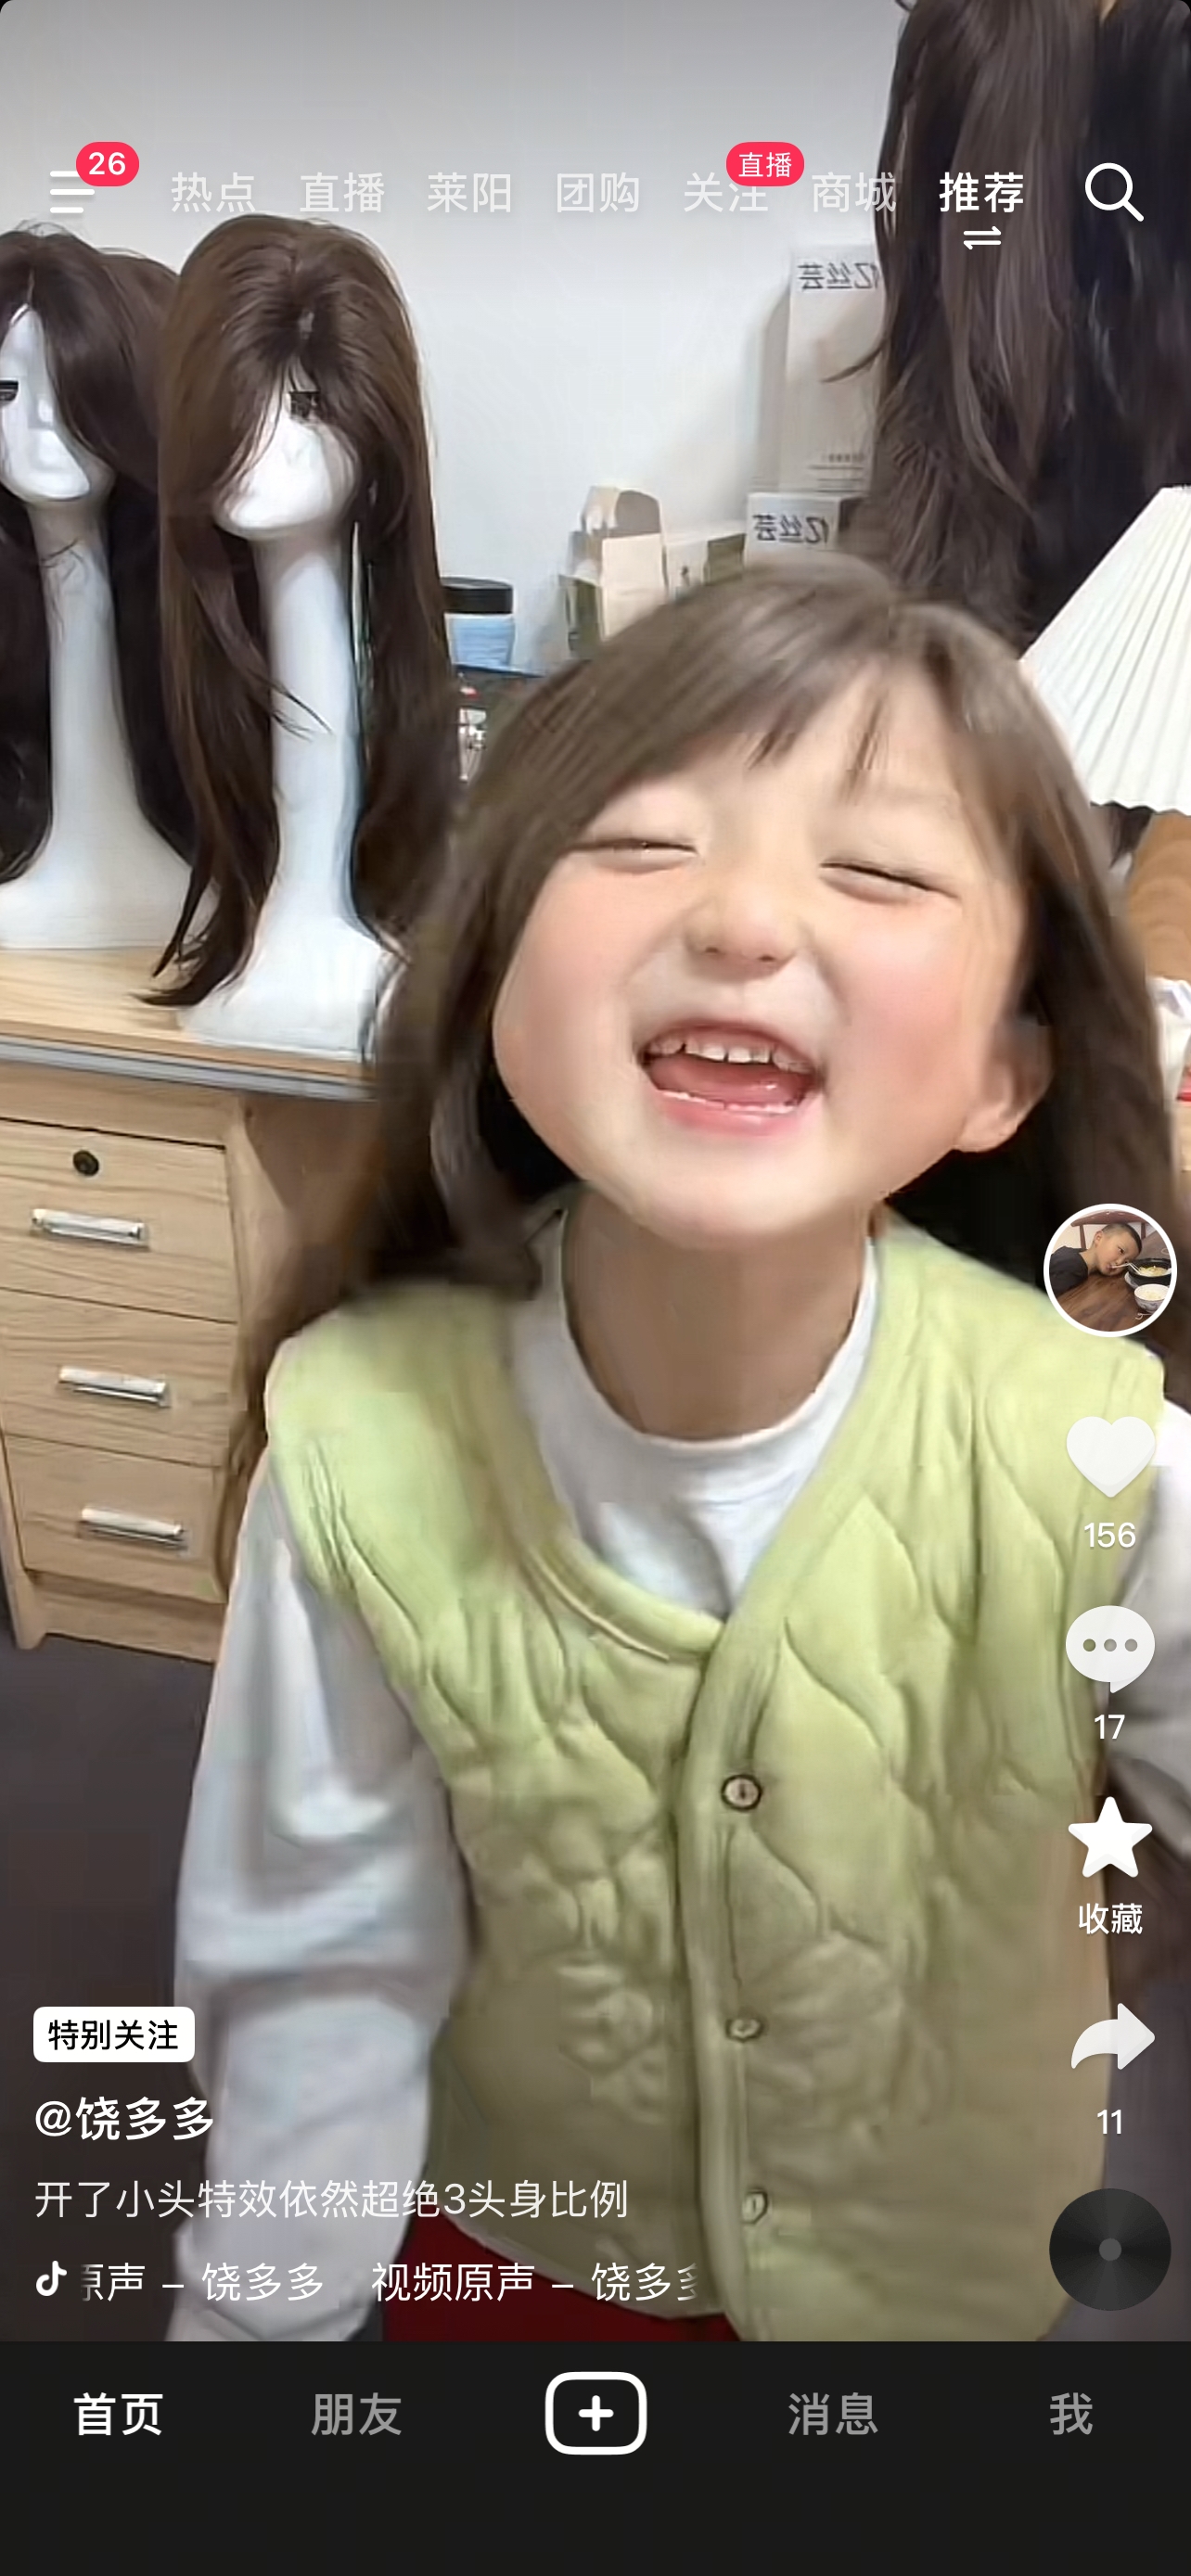 26
直播
热点 直播 莱阳 团购 关注 商城 推荐
亿丝芸
亿丝芸
156
17
收藏
特别关注
@饶多多
11
开了小头特效依然超绝3头身比例
原声 – 饶多多 视频原声 – 饶多多
首页 朋友 消息 我